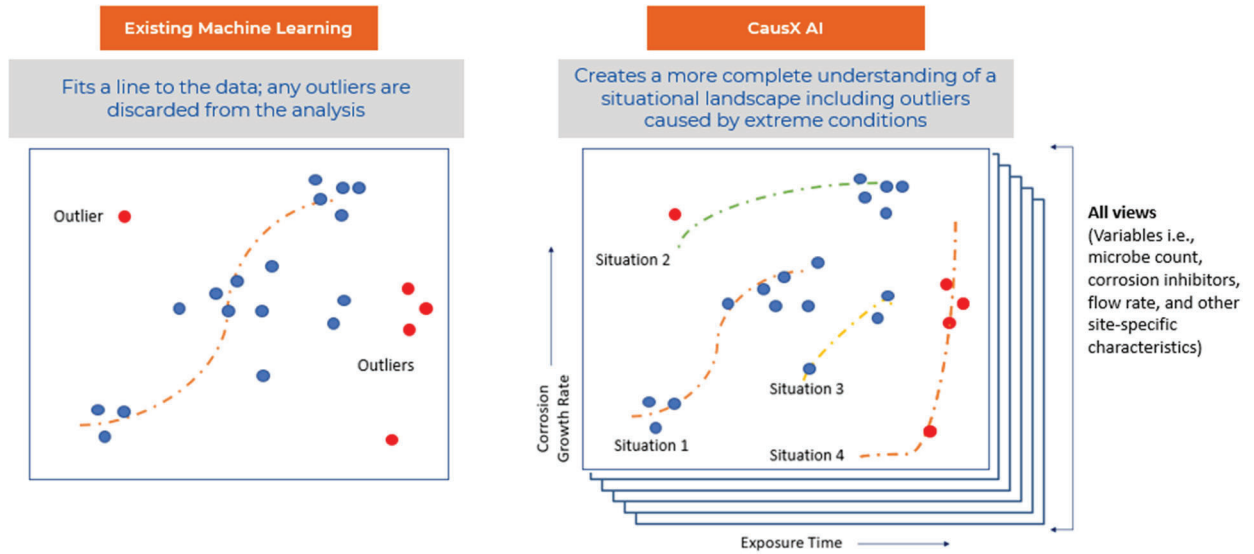 Existing Machine Learning
Fits a line to the data; any outliers are
discarded from the analysis
Outlier
Outliers
CausX AI
Creates a more complete understanding of a
situational landscape including outliers
caused by extreme conditions
Situation 2
Situation 3
Situation 1
Situation 4
Corrosion
Growth Rate
Exposure Time
All views
(Variables i.e.,
microbe count,
corrosion inhibitors,
flow rate, and other
site-specific
characteristics)